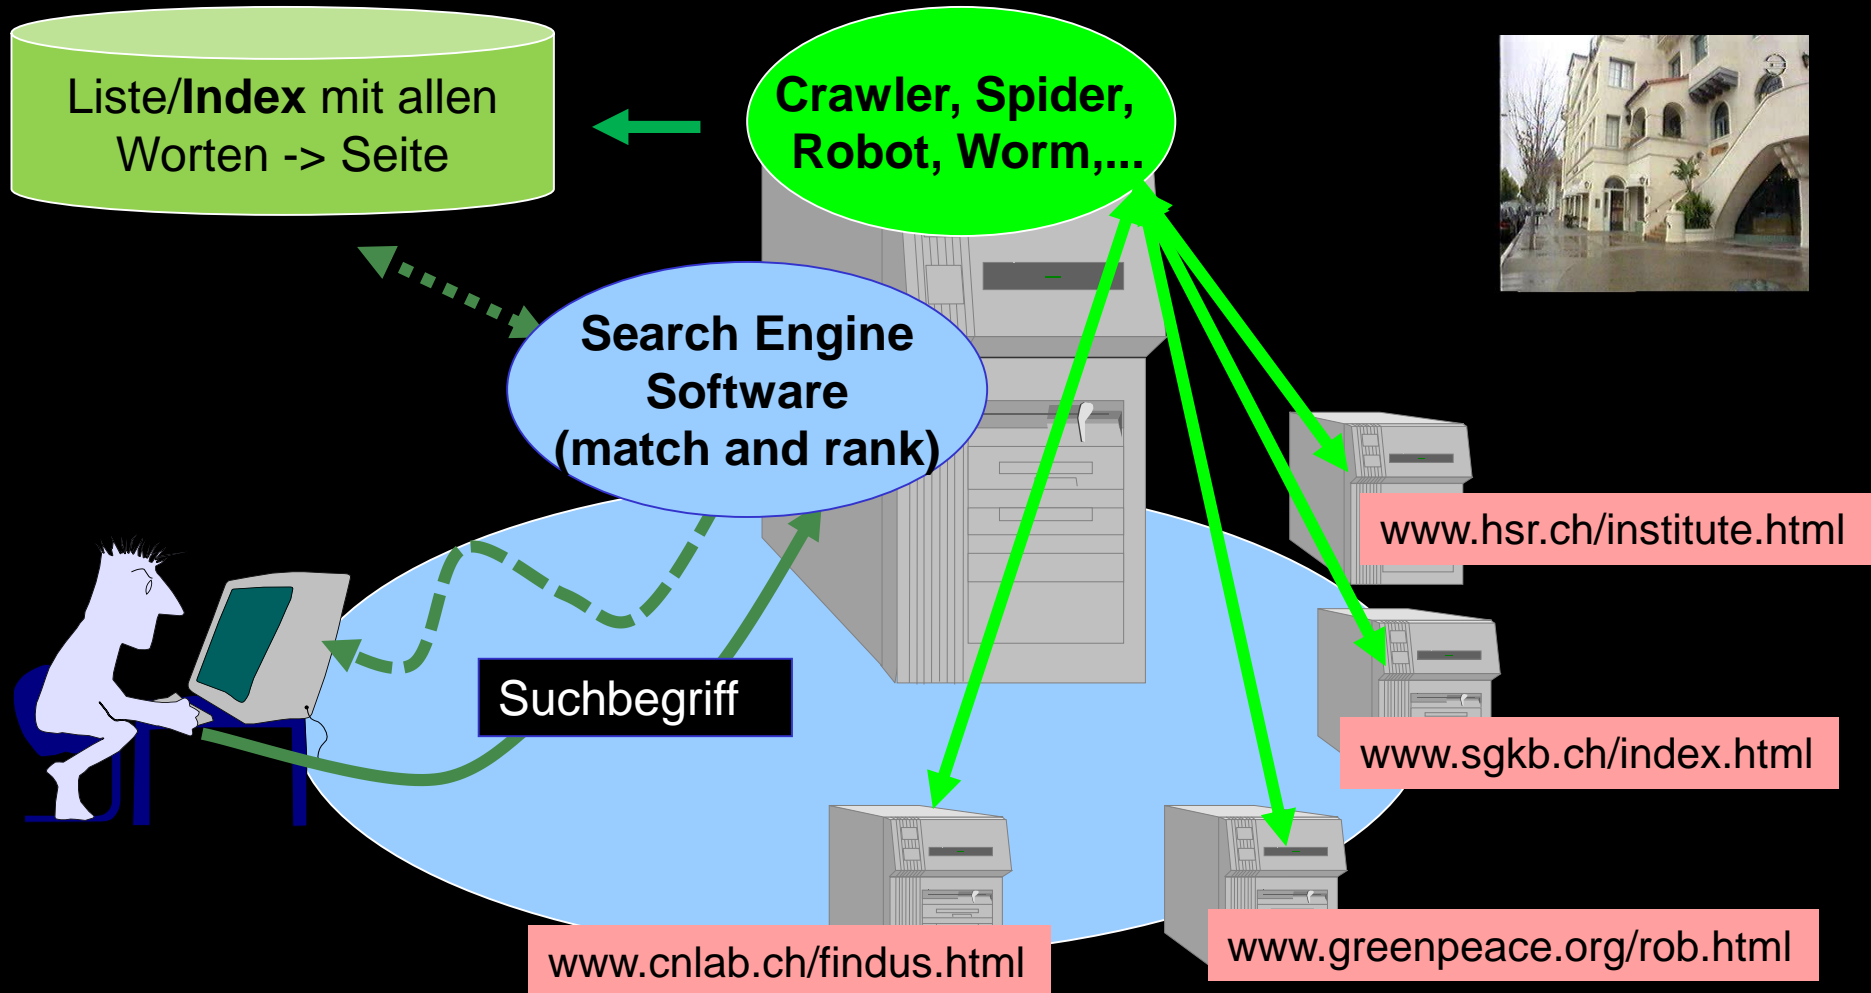 Liste/Index mit allen
Worten -> Seite
Crawler, Spider,
Robot, Worm,...
Search Engine
Software
(match and rank)
Suchbegriff
www.hsr.ch/institute.html
www.sgkb.ch/index.html
www.greenpeace.org/rob.html
www.cnlab.ch/findus.html